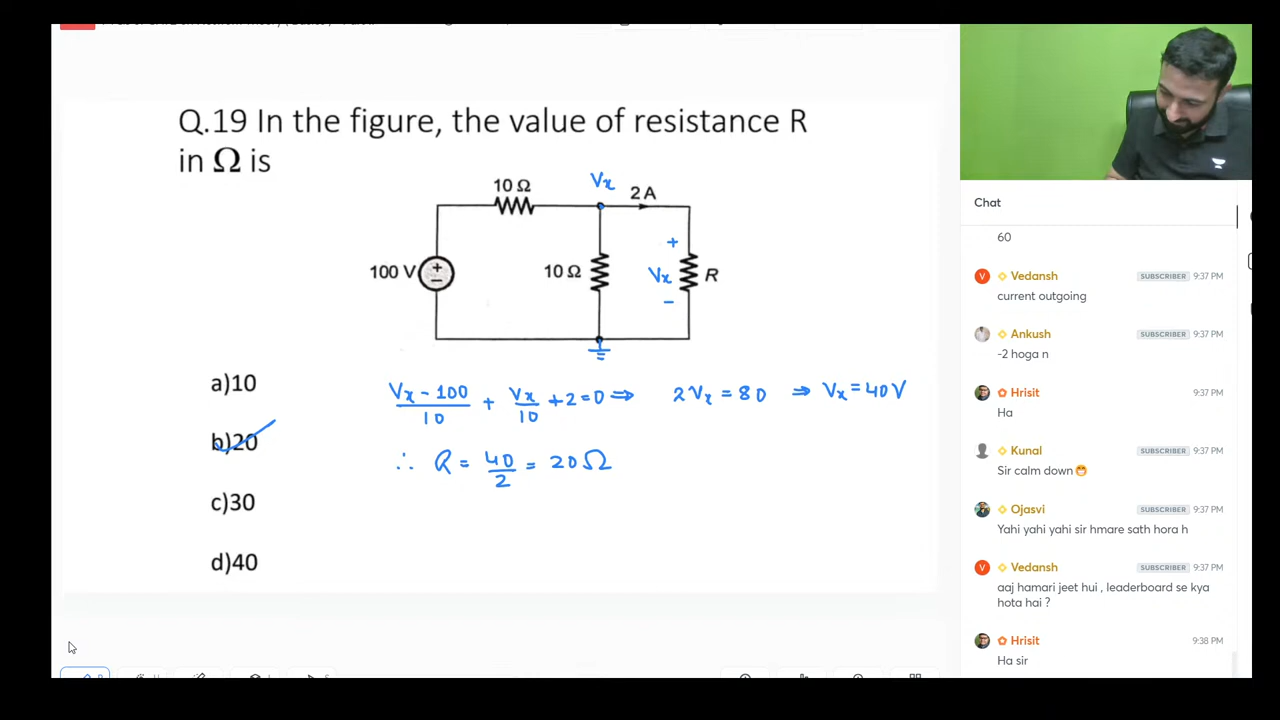 Q.19 In the figure, the value of resistance R
in Ω is
10 Ω
Vx
2 A
100 V
+
−
10 Ω
+
Vx
−
R
a)10
b)20
c)30
d)40
Vx − 100 / 10 + Vx / 10 + 2 = 0 ⇒ 2Vx = 80 ⇒ Vx = 40V
∴ R = 40 / 2 = 20Ω
Chat
60
V Vedansh SUBSCRIBER 9:37 PM
current outgoing
Ankush SUBSCRIBER 9:37 PM
-2 hoga n
Hrisit 9:37 PM
Ha
Kunal SUBSCRIBER 9:37 PM
Sir calm down😁
Ojasvi SUBSCRIBER 9:37 PM
Yahi yahi yahi sir hmare sath hora h
V Vedansh SUBSCRIBER 9:37 PM
aaj hamari jeet hui , leaderboard se kya
hota hai ?
Hrisit 9:38 PM
Ha sir